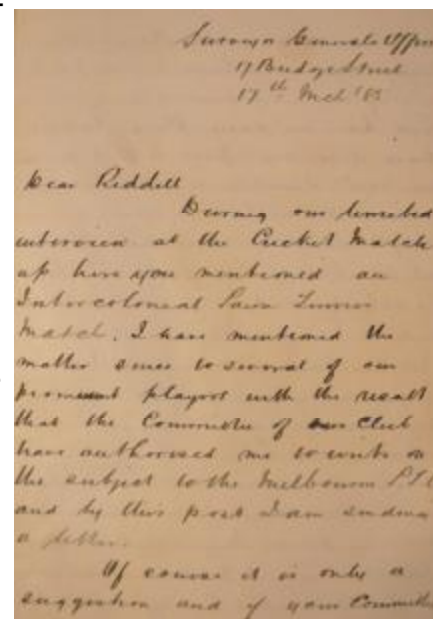 Surveyor Generals Office
17 Bridge Street
17th Mch '85
Dear Riddell
During our limited
interview at the Cricket Match
up here you mentioned an
Intercolonial Lawn Tennis
Match. I have mentioned the
matter since to several of our
prominent players with the result
that the Committee of our Club
have authorised me to write on
the subject to the Melbourne
and by this post I am sending
a letter.
Of course it is only a
suggestion and if your Committee